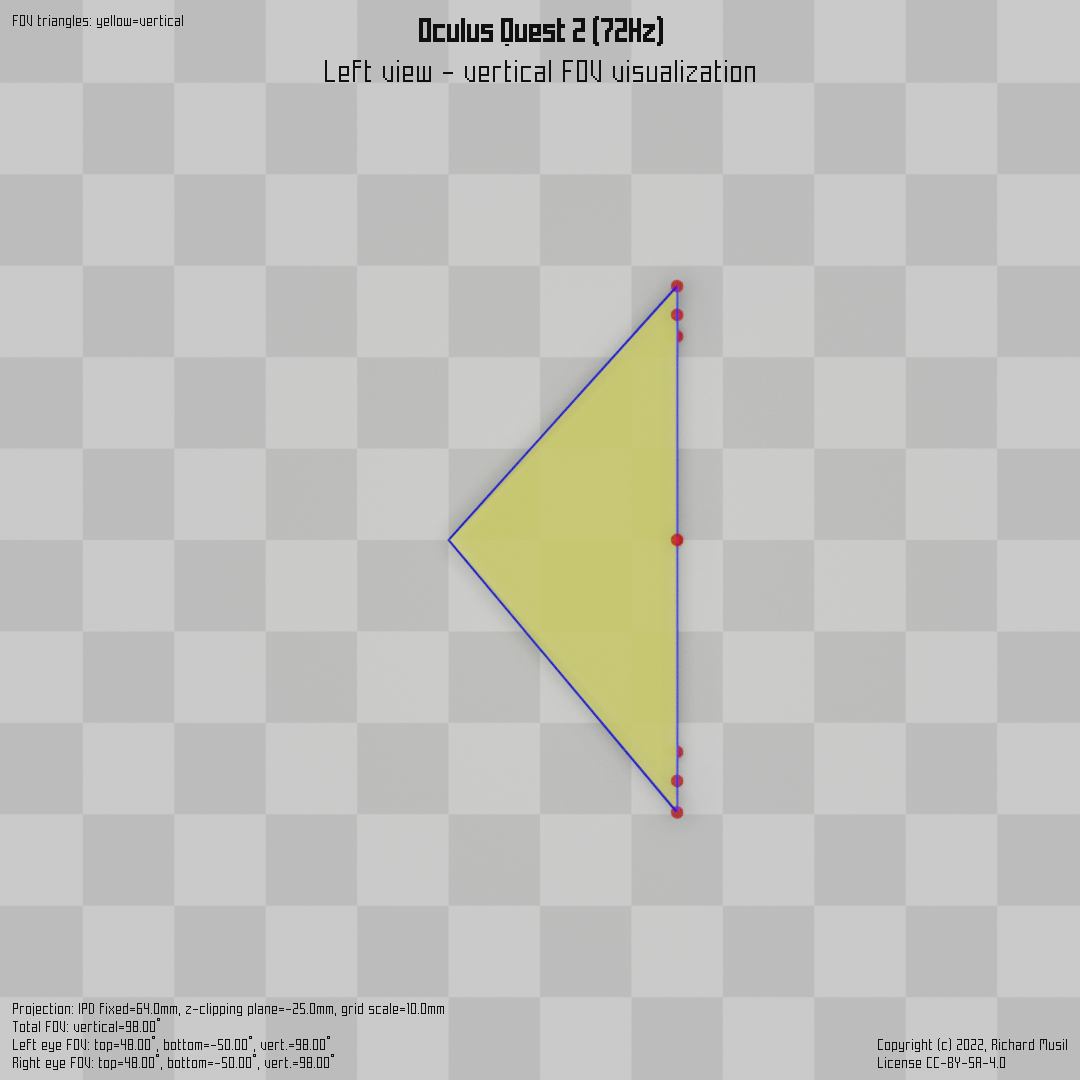 FOV triangles: yellow=vertical
Oculus Quest 2 (72Hz)
Left view - vertical FOV visualization
Projection: IPD fixed=64.0mm, z-clipping plane=-25.0mm, grid scale=10.0mm
Total FOV: vertical=98.00°
Left eye FOV: top=48.00°, bottom=-50.00°, vert.=98.00°
Right eye FOV: top=48.00°, bottom=-50.00°, vert.=98.00°
Copyright (c) 2022, Richard Musil
License CC-BY-SA-4.0